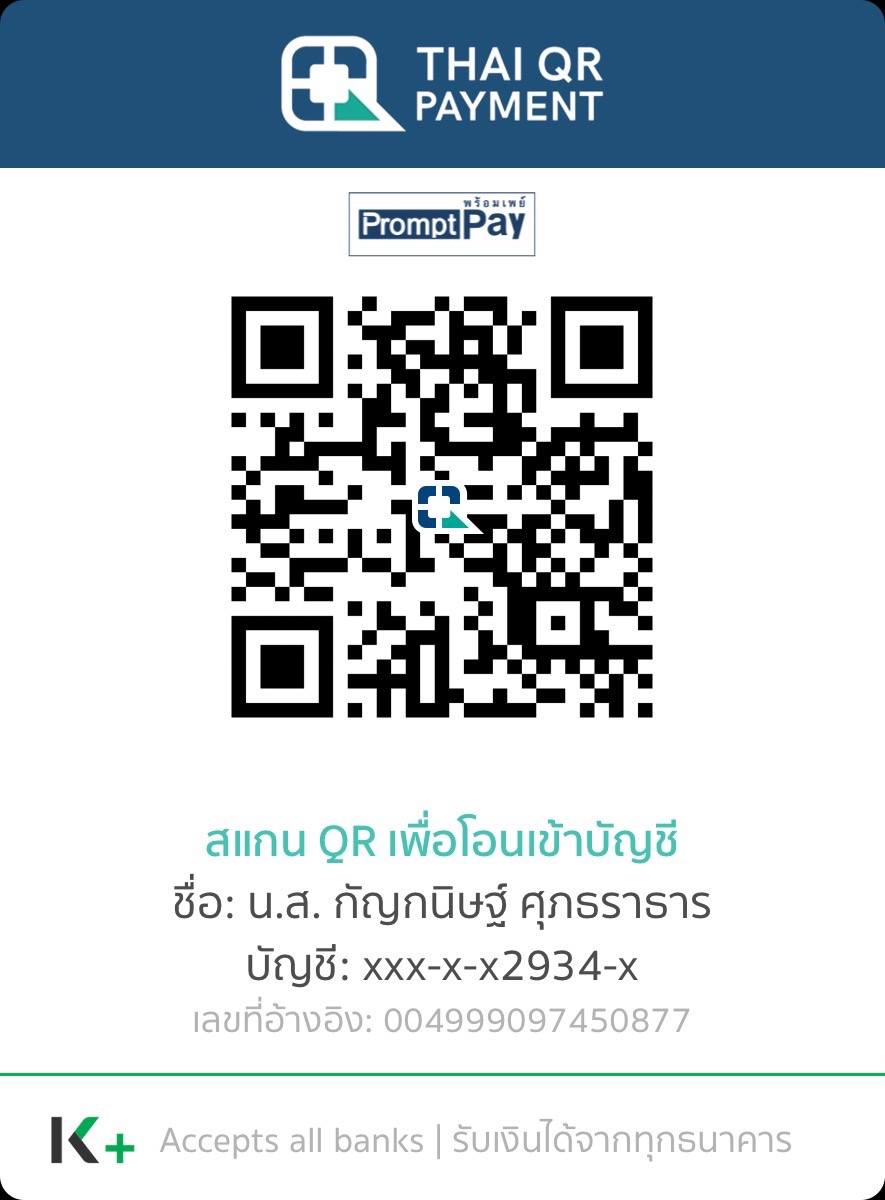 THAI QR
PAYMENT
พร้อมเพย์
PromptPay
สแกน QR เพื่อโอนเข้าบัญชี
ชื่อ: น.ส. กัญกนิษฐ์ ศุภธราธาร
บัญชี: xxx-x-x2934-x
เลขที่อ้างอิง: 004999097450877
K+ Accepts all banks | รับเงินได้จากทุกธนาคาร